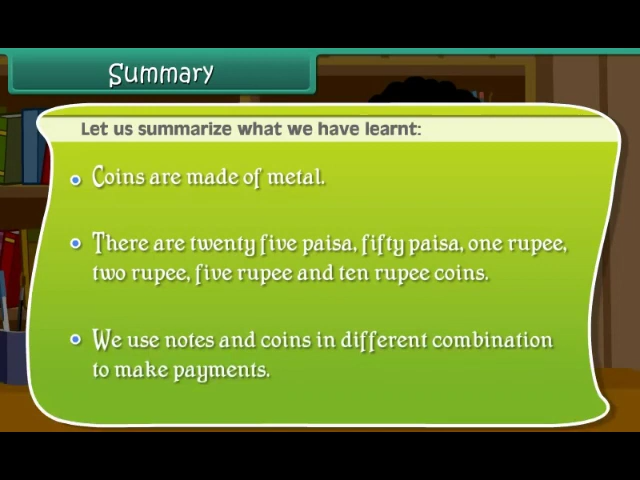 Summary
Let us summarize what we have learnt:
Coins are made of metal.
There are twenty five paisa, fifty paisa, one rupee,
two rupee, five rupee and ten rupee coins.
We use notes and coins in different combination
to make payments.